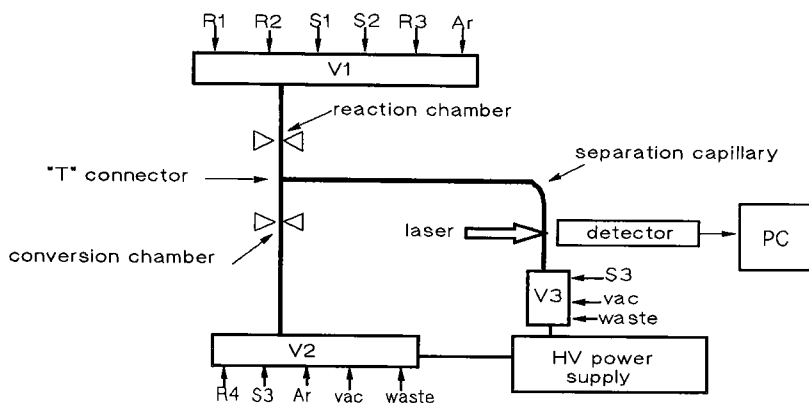 R1 R2 S1 S2 R3 Ar
V1
reaction chamber
separation capillary
"T" connector
laser
detector
PC
conversion chamber
S3
V3
vac
waste
V2
HV power
supply
R4 S3 Ar vac waste